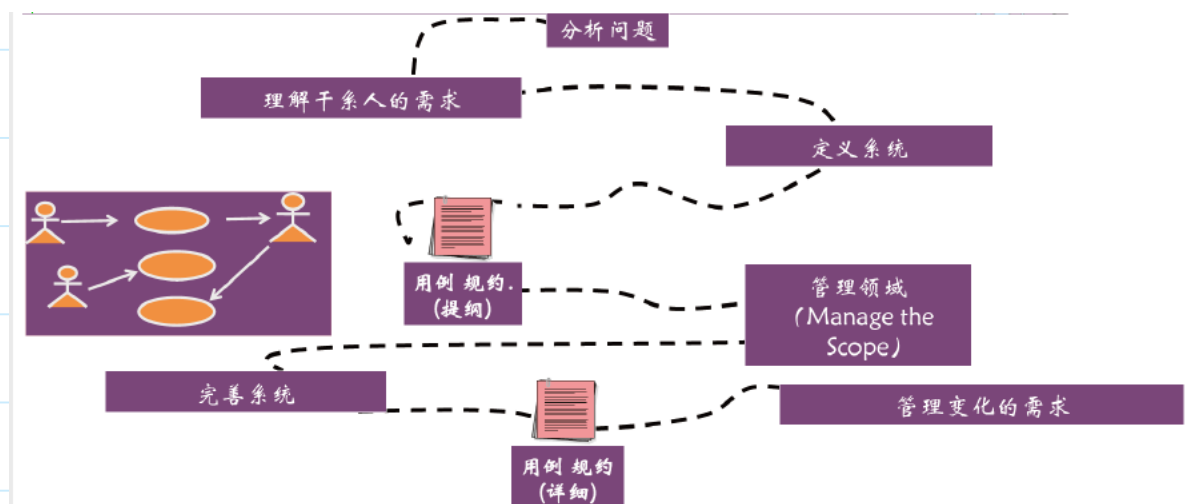 分析问题
理解干系人的需求
定义系统
用例 规约.
(提纲)
管理领域
(Manage the
Scope)
完善系统
管理变化的需求
用例 规约
(详细)